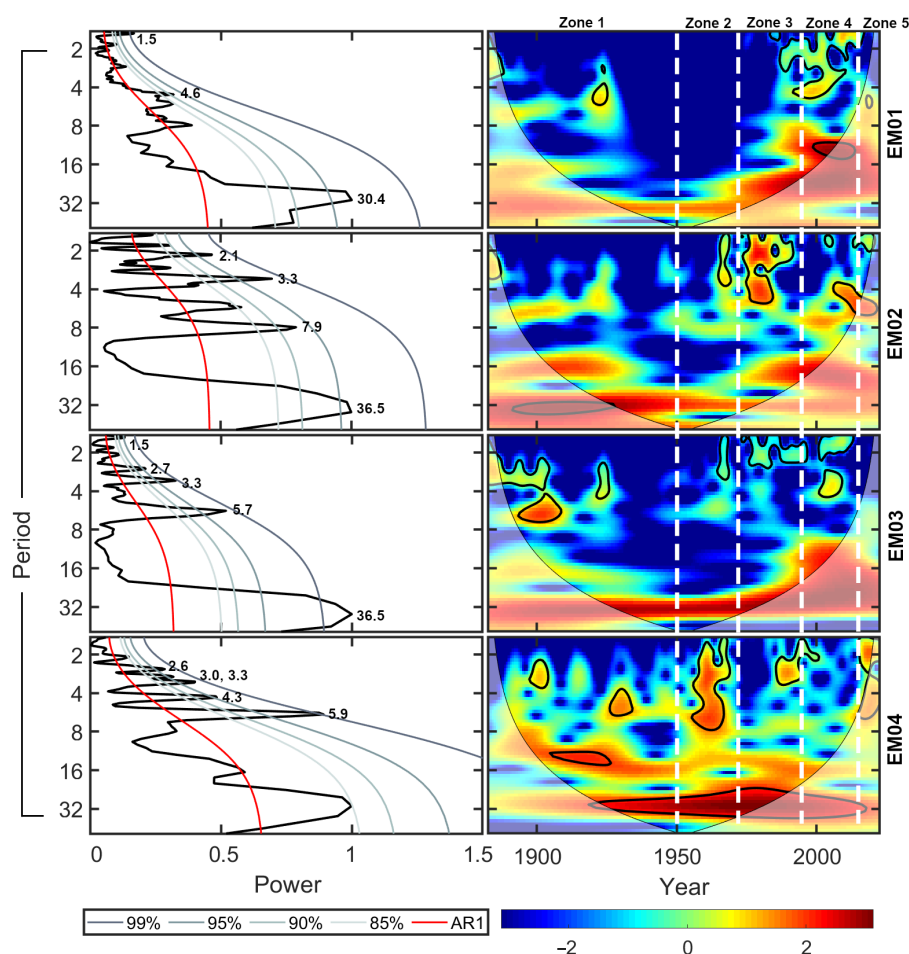 Zone 1
Zone 2
Zone 3
Zone 4
Zone 5
2
4
8
16
32
1.5
4.6
30.4
EM01
2
4
8
16
32
2.1
3.3
7.9
36.5
EM02
Period
2
4
8
16
32
1.5
2.7
3.3
5.7
36.5
EM03
2
4
8
16
32
2.6
3.0, 3.3
4.3
5.9
EM04
0 0.5 1 1.5
1900 1950 2000
Power
Year
99% 95% 90% 85% AR1
−2 0 2